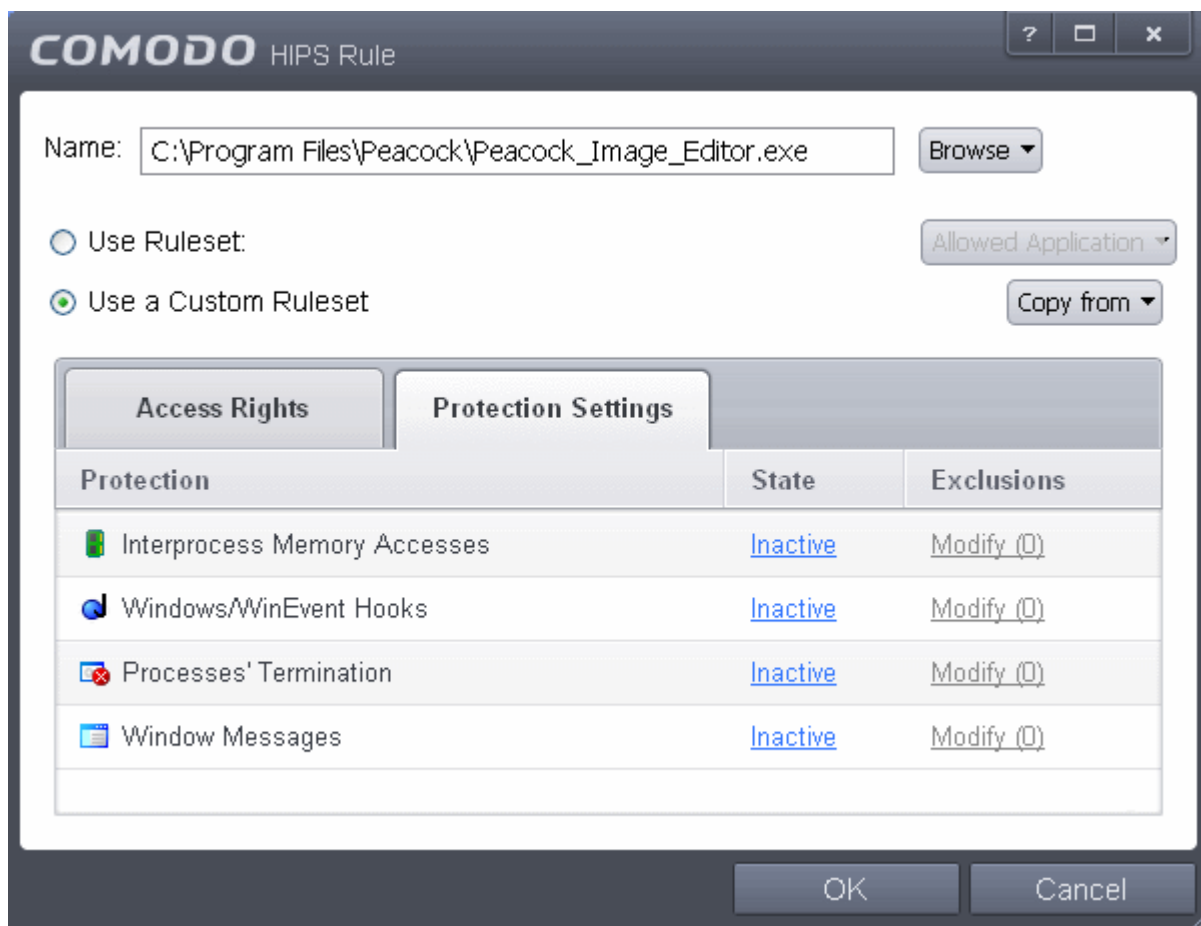 COMODO HIPS Rule
?
Name: C:\Program Files\Peacock\Peacock_Image_Editor.exe Browse
Use Ruleset: Allowed Application
Use a Custom Ruleset Copy from
Access Rights Protection Settings
Protection State Exclusions
Interprocess Memory Accesses Inactive Modify (0)
Windows/WinEvent Hooks Inactive Modify (0)
Processes' Termination Inactive Modify (0)
Window Messages Inactive Modify (0)
OK Cancel